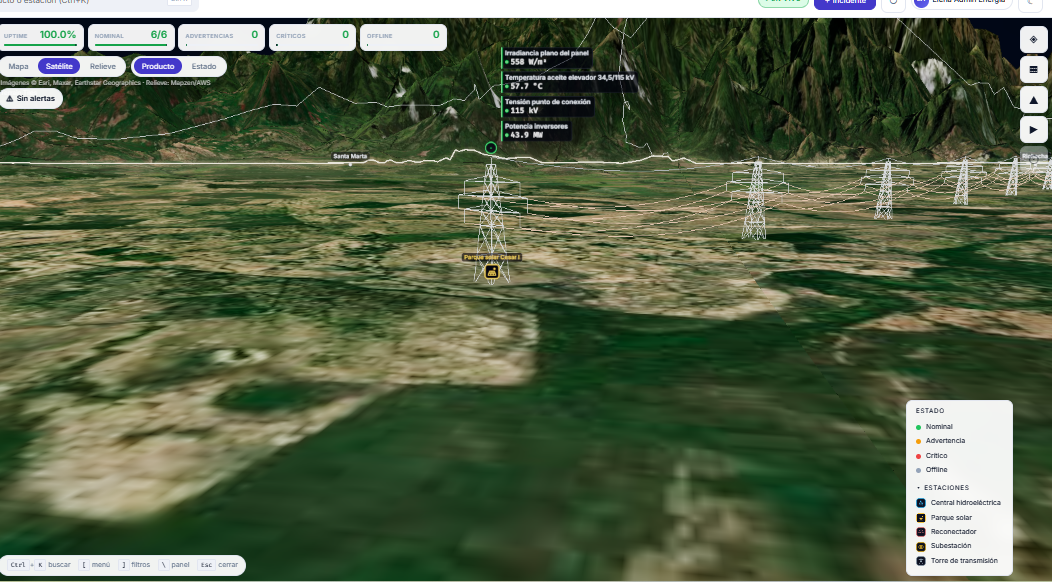 UPTIME 100.0%
NOMINAL 6/6
ADVERTENCIAS 0
CRÍTICOS 0
OFFLINE 0
Mapa
Satélite
Relieve
Producto
Estado
Imágenes © Esri, Maxar, Earthstar Geographics · Relieve: Mapzen/AWS
Sin alertas
Irradiancia plano del panel
558 W/m²
Temperatura aceite elevador 34,5/115 kV
57.7 °C
Tensión punto de conexión
115 kV
Potencia inversores
43.9 MW
Santa Marta
Parque solar Cesar I
ESTADO
Nominal
Advertencia
Crítico
Offline
ESTACIONES
Central hidroeléctrica
Parque solar
Reconectador
Subestación
Torre de transmisión
Ctrl + K buscar [ menú ] filtros \ panel Esc cerrar